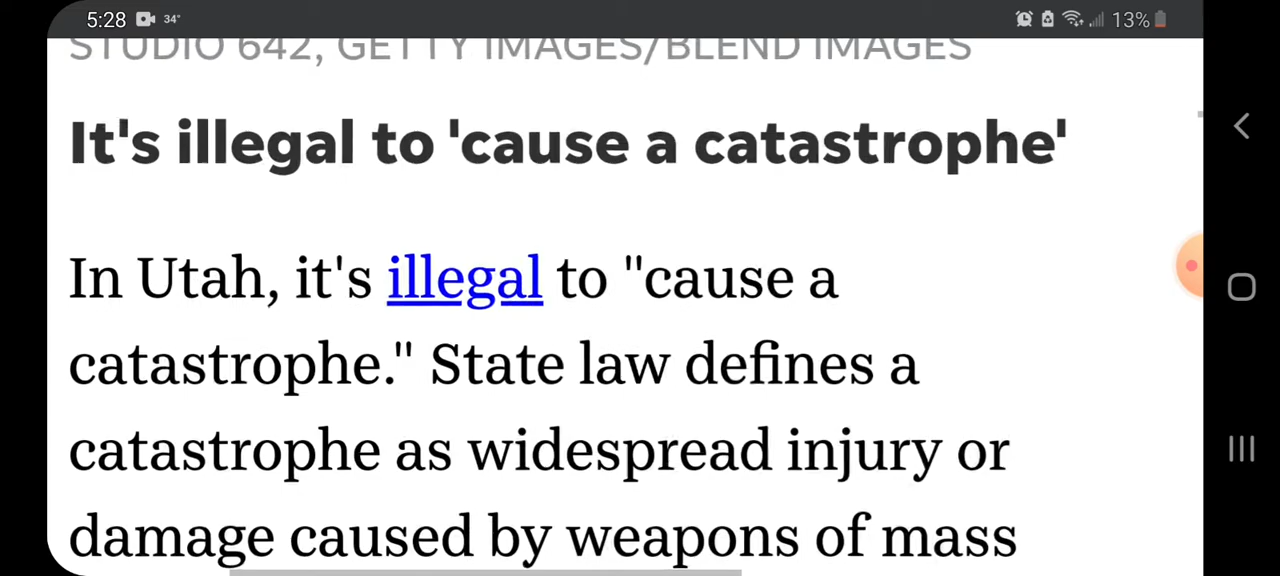 5:28 34°
13%
STUDIO 642, GETTY IMAGES/BLEND IMAGES
It's illegal to 'cause a catastrophe'
In Utah, it's illegal to "cause a
catastrophe." State law defines a
catastrophe as widespread injury or
damage caused by weapons of mass